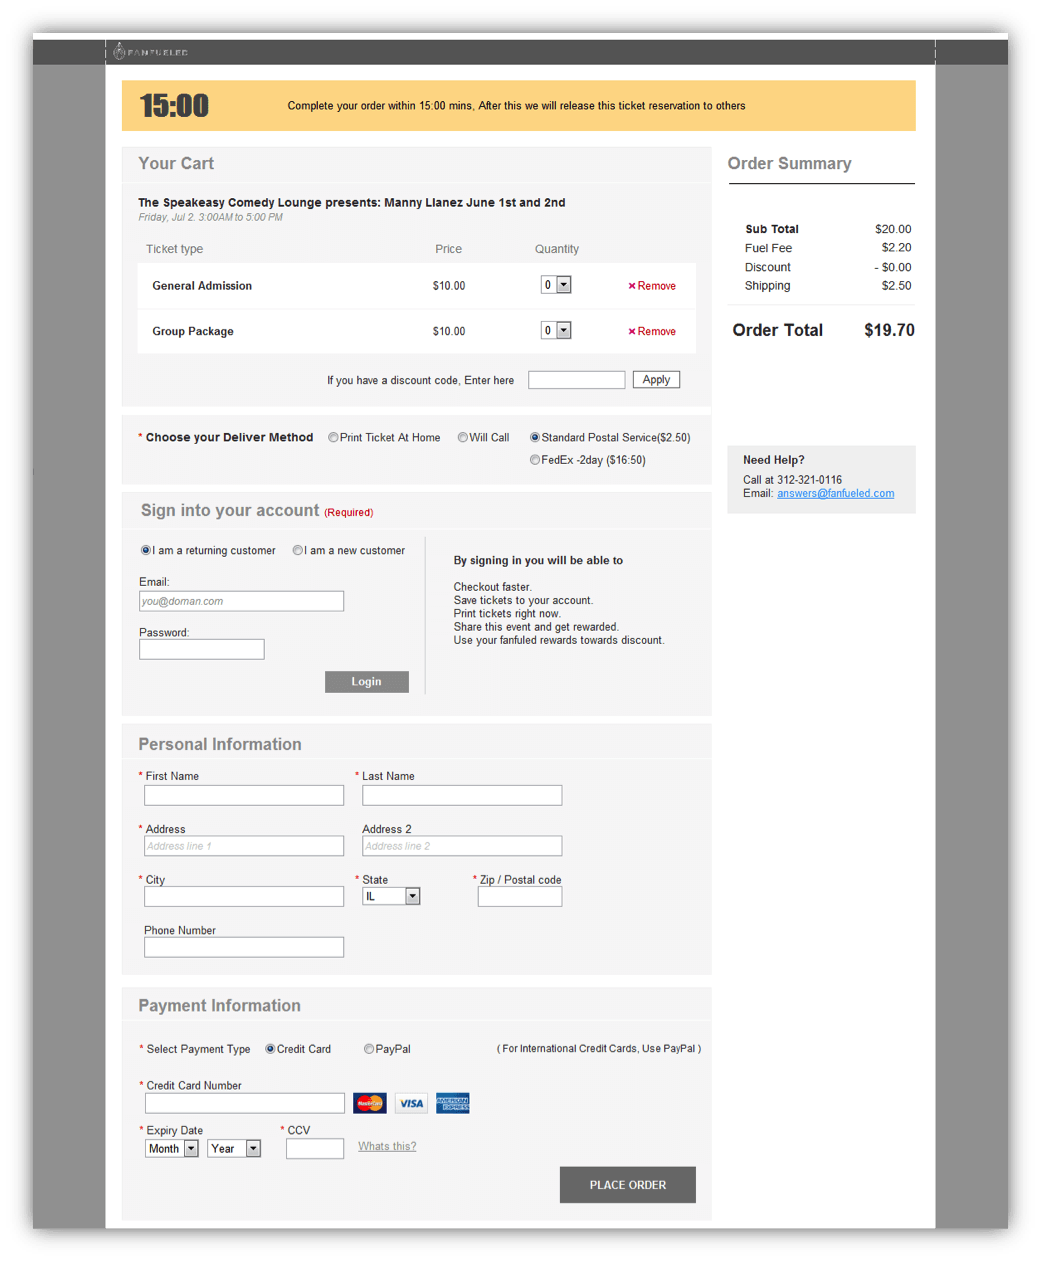 FANFUELED
15:00 Complete your order within 15:00 mins, After this we will release this ticket reservation to others
Your Cart
The Speakeasy Comedy Lounge presents: Manny Llanez June 1st and 2nd
Friday, Jul 2. 3:00AM to 5:00 PM
Ticket type Price Quantity
General Admission $10.00 0 × Remove
Group Package $10.00 0 × Remove
If you have a discount code, Enter here Apply
Order Summary
Sub Total $20.00
Fuel Fee $2.20
Discount - $0.00
Shipping $2.50
Order Total $19.70
* Choose your Deliver Method Print Ticket At Home Will Call Standard Postal Service($2.50)
FedEx -2day ($16:50)
Need Help?
Call at 312-321-0116
Email: answers@fanfueled.com
Sign into your account (Required)
I am a returning customer I am a new customer
Email:
you@doman.com
Password:
Login
By signing in you will be able to
Checkout faster.
Save tickets to your account.
Print tickets right now.
Share this event and get rewarded.
Use your fanfuled rewards towards discount.
Personal Information
* First Name * Last Name
* Address Address 2
Address line 1 Address line 2
* City * State * Zip / Postal code
IL
Phone Number
Payment Information
* Select Payment Type Credit Card PayPal ( For International Credit Cards, Use PayPal )
* Credit Card Number
MasterCard VISA AMERICAN EXPRESS
* Expiry Date * CCV
Month Year Whats this?
PLACE ORDER